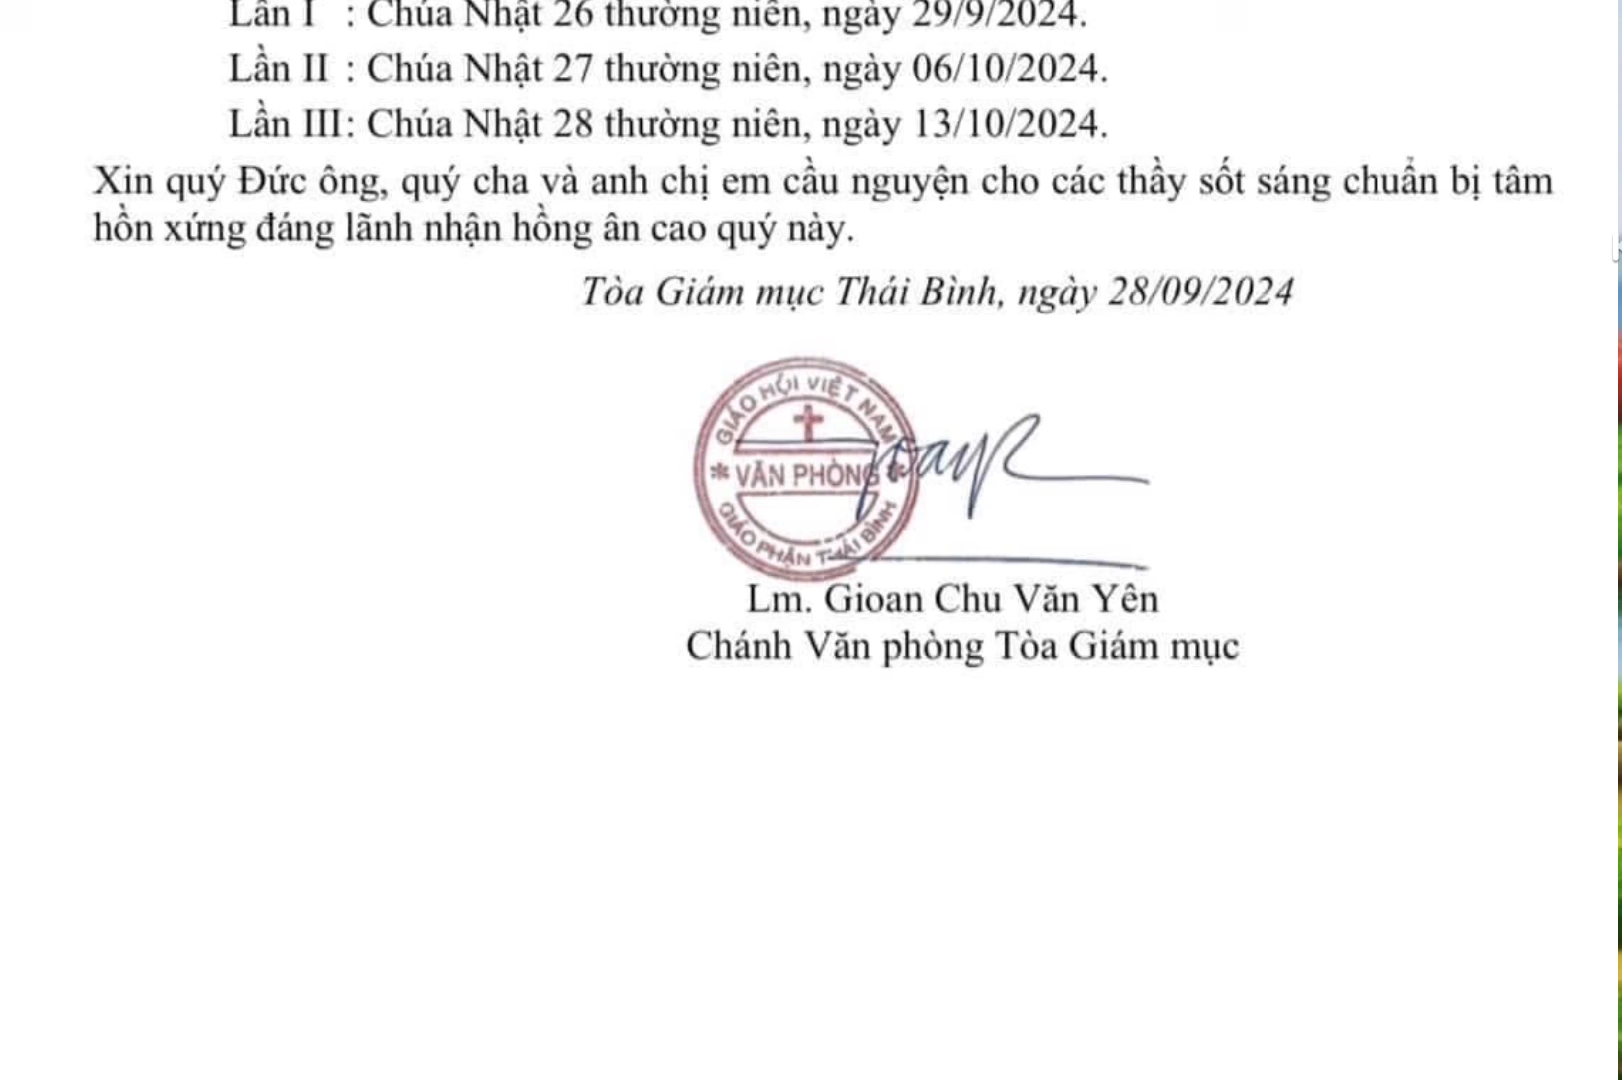 Lần I : Chúa Nhật 26 thường niên, ngày 29/9/2024.
Lần II : Chúa Nhật 27 thường niên, ngày 06/10/2024.
Lần III: Chúa Nhật 28 thường niên, ngày 13/10/2024.
Xin quý Đức ông, quý cha và anh chị em cầu nguyện cho các thầy sốt sáng chuẩn bị tâm
hồn xứng đáng lãnh nhận hồng ân cao quý này.
Tòa Giám mục Thái Bình, ngày 28/09/2024
GIÁO HỘI VIỆT NAM
* VĂN PHÒNG *
GIÁO PHẬN THÁI BÌNH
Lm. Gioan Chu Văn Yên
Chánh Văn phòng Tòa Giám mục